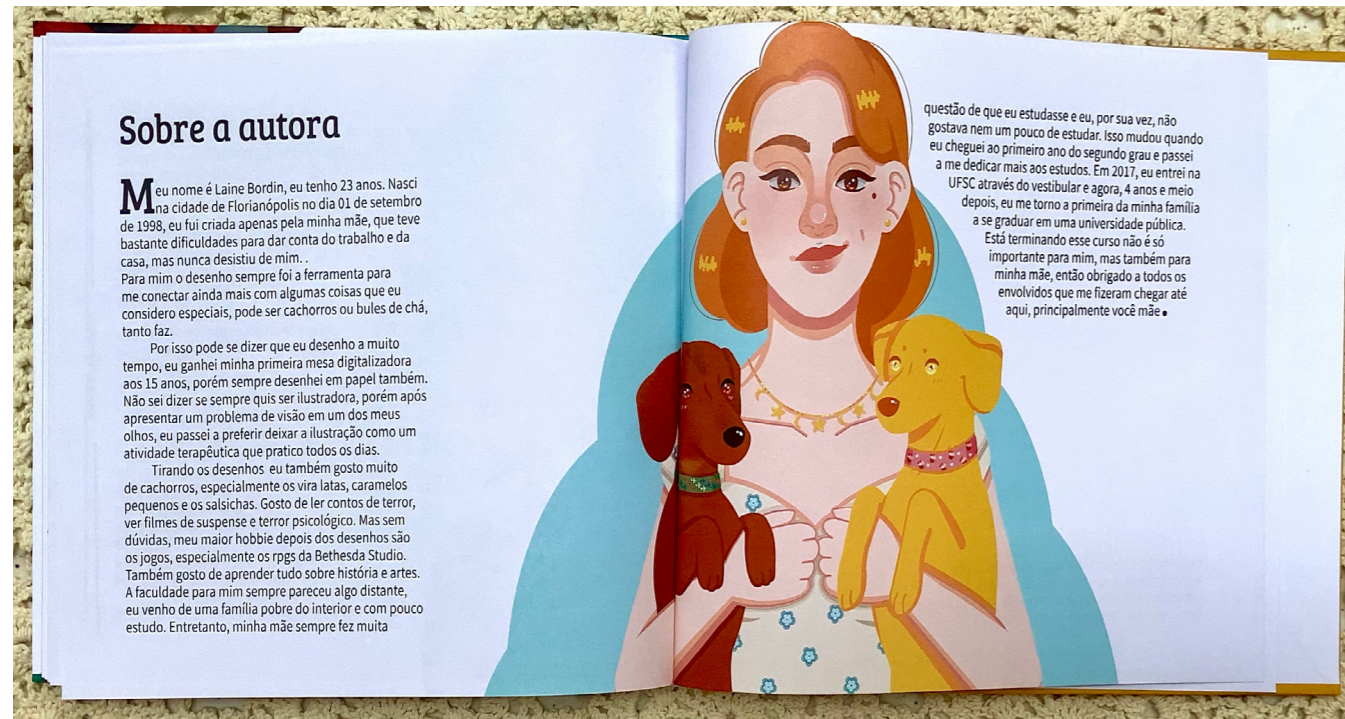 Sobre a autora
Meu nome é Laine Bordin, eu tenho 23 anos. Nasci
na cidade de Florianópolis no dia 01 de setembro
de 1998, eu fui criada apenas pela minha mãe, que teve
bastante dificuldades para dar conta do trabalho e da
casa, mas nunca desistiu de mim. .
Para mim o desenho sempre foi a ferramenta para
me conectar ainda mais com algumas coisas que eu
considero especiais, pode ser cachorros ou bules de chá,
tanto faz.
Por isso pode se dizer que eu desenho a muito
tempo, eu ganhei minha primeira mesa digitalizadora
aos 15 anos, porém sempre desenhei em papel também.
Não sei dizer se sempre quis ser ilustradora, porém após
apresentar um problema de visão em um dos meus
olhos, eu passei a preferir deixar a ilustração como um
atividade terapêutica que pratico todos os dias.
Tirando os desenhos eu também gosto muito
de cachorros, especialmente os vira latas, caramelos
pequenos e os salsichas. Gosto de ler contos de terror,
ver filmes de suspense e terror psicológico. Mas sem
dúvidas, meu maior hobbie depois dos desenhos são
os jogos, especialmente os rpgs da Bethesda Studio.
Também gosto de aprender tudo sobre história e artes.
A faculdade para mim sempre pareceu algo distante,
eu venho de uma família pobre do interior e com pouco
estudo. Entretanto, minha mãe sempre fez muita
questão de que eu estudasse e eu, por sua vez, não
gostava nem um pouco de estudar. Isso mudou quando
eu cheguei ao primeiro ano do segundo grau e passei
a me dedicar mais aos estudos. Em 2017, eu entrei na
UFSC através do vestibular e agora, 4 anos e meio
depois, eu me torno a primeira da minha família
a se graduar em uma universidade pública.
Está terminando esse curso não é só
importante para mim, mas também para
minha mãe, então obrigado a todos os
envolvidos que me fizeram chegar até
aqui, principalmente você mãe •